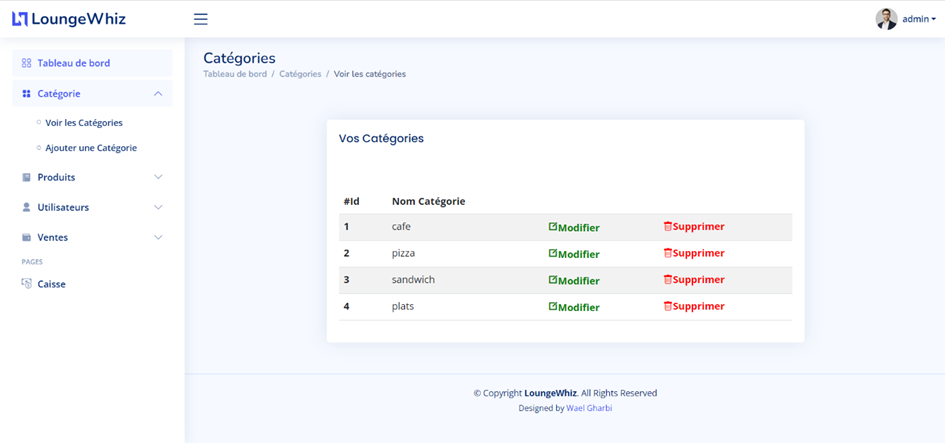 LoungeWhiz
admin
Tableau de bord
Catégorie
Voir les Catégories
Ajouter une Catégorie
Produits
Utilisateurs
Ventes
PAGES
Caisse
Catégories
Tableau de bord / Catégories / Voir les catégories
Vos Catégories
#Id Nom Catégorie
1 cafe Modifier Supprimer
2 pizza Modifier Supprimer
3 sandwich Modifier Supprimer
4 plats Modifier Supprimer
© Copyright LoungeWhiz. All Rights Reserved
Designed by Wael Gharbi